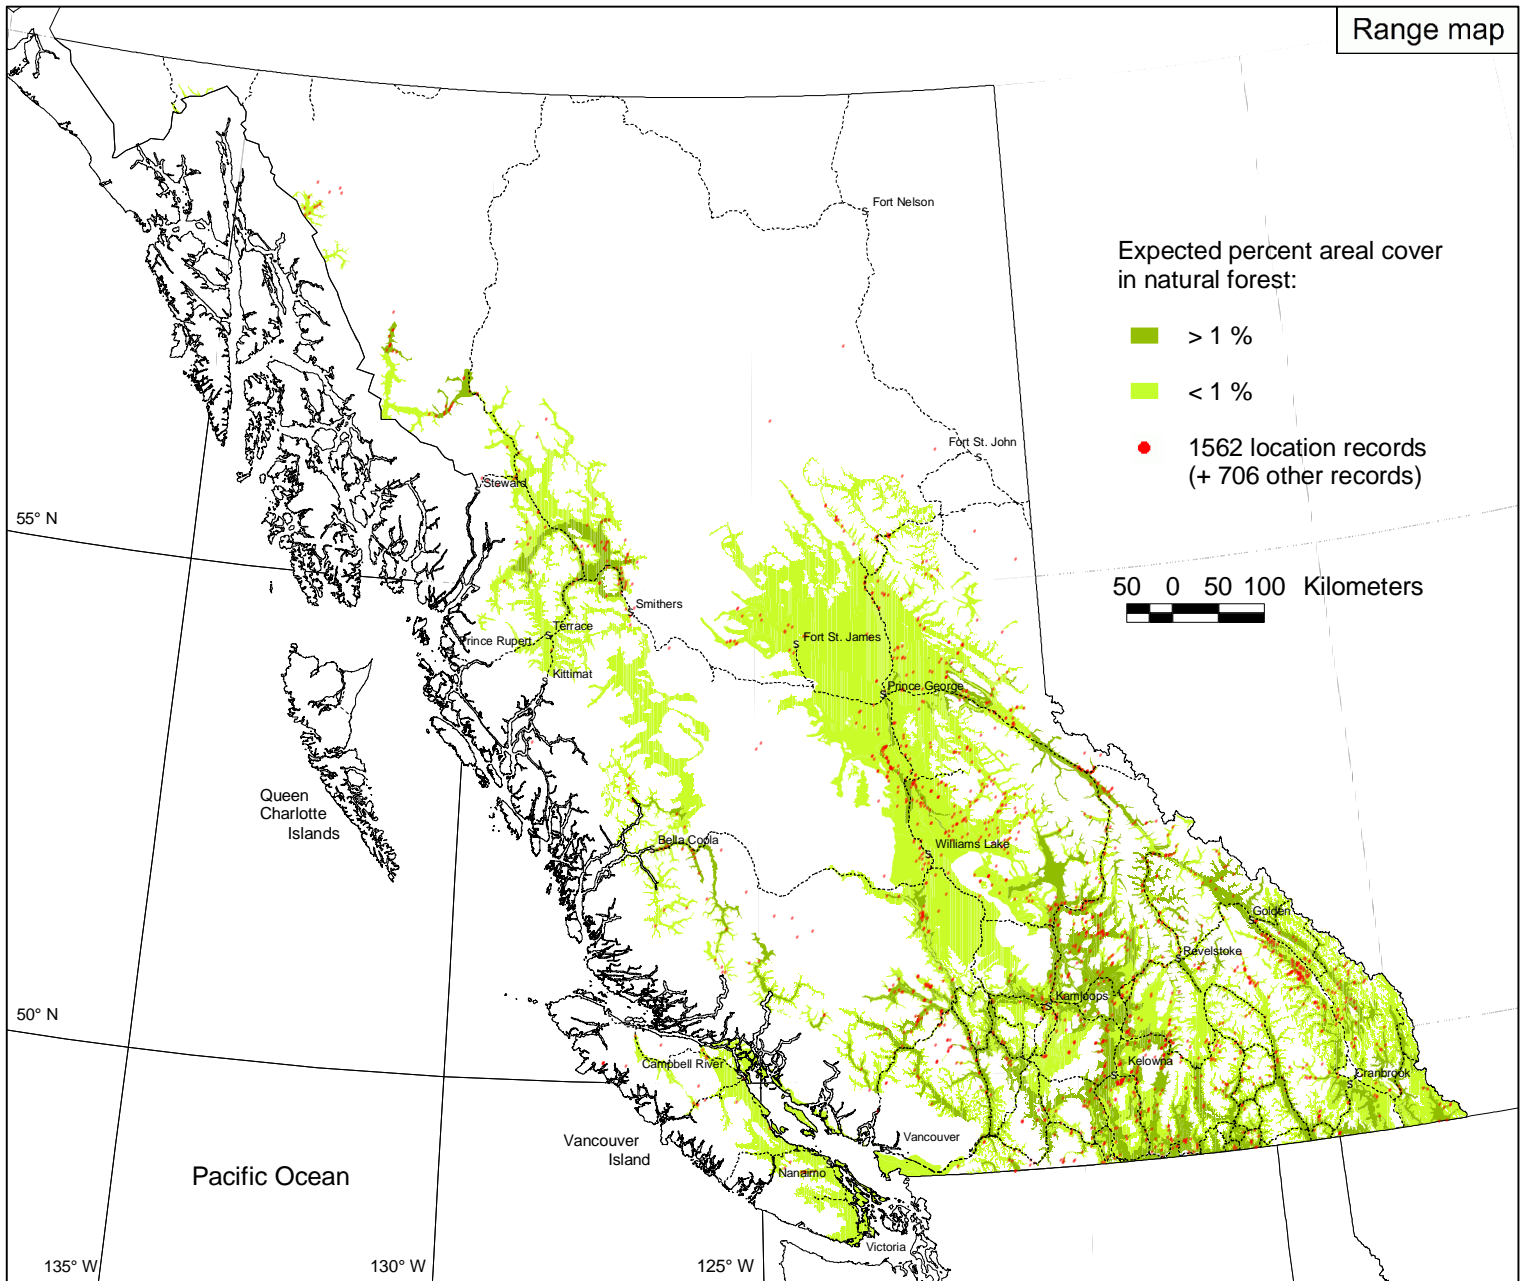 Range map
Fort Nelson
Expected percent areal cover
in natural forest:
> 1 %
< 1 %
1562 location records
(+ 706 other records)
Fort St. John
Steward
55° N
50 0 50 100 Kilometers
Smithers
Terrace
Prince Rupert
Fort St. James
Kittimat
Prince George
Queen
Charlotte
Islands
Bella Coola
Williams Lake
Golden
Revelstoke
Kamloops
50° N
Campbell River
Kelowna
Cranbrook
Vancouver
Vancouver
Island
Nanaimo
Pacific Ocean
Victoria
135° W
130° W
125° W